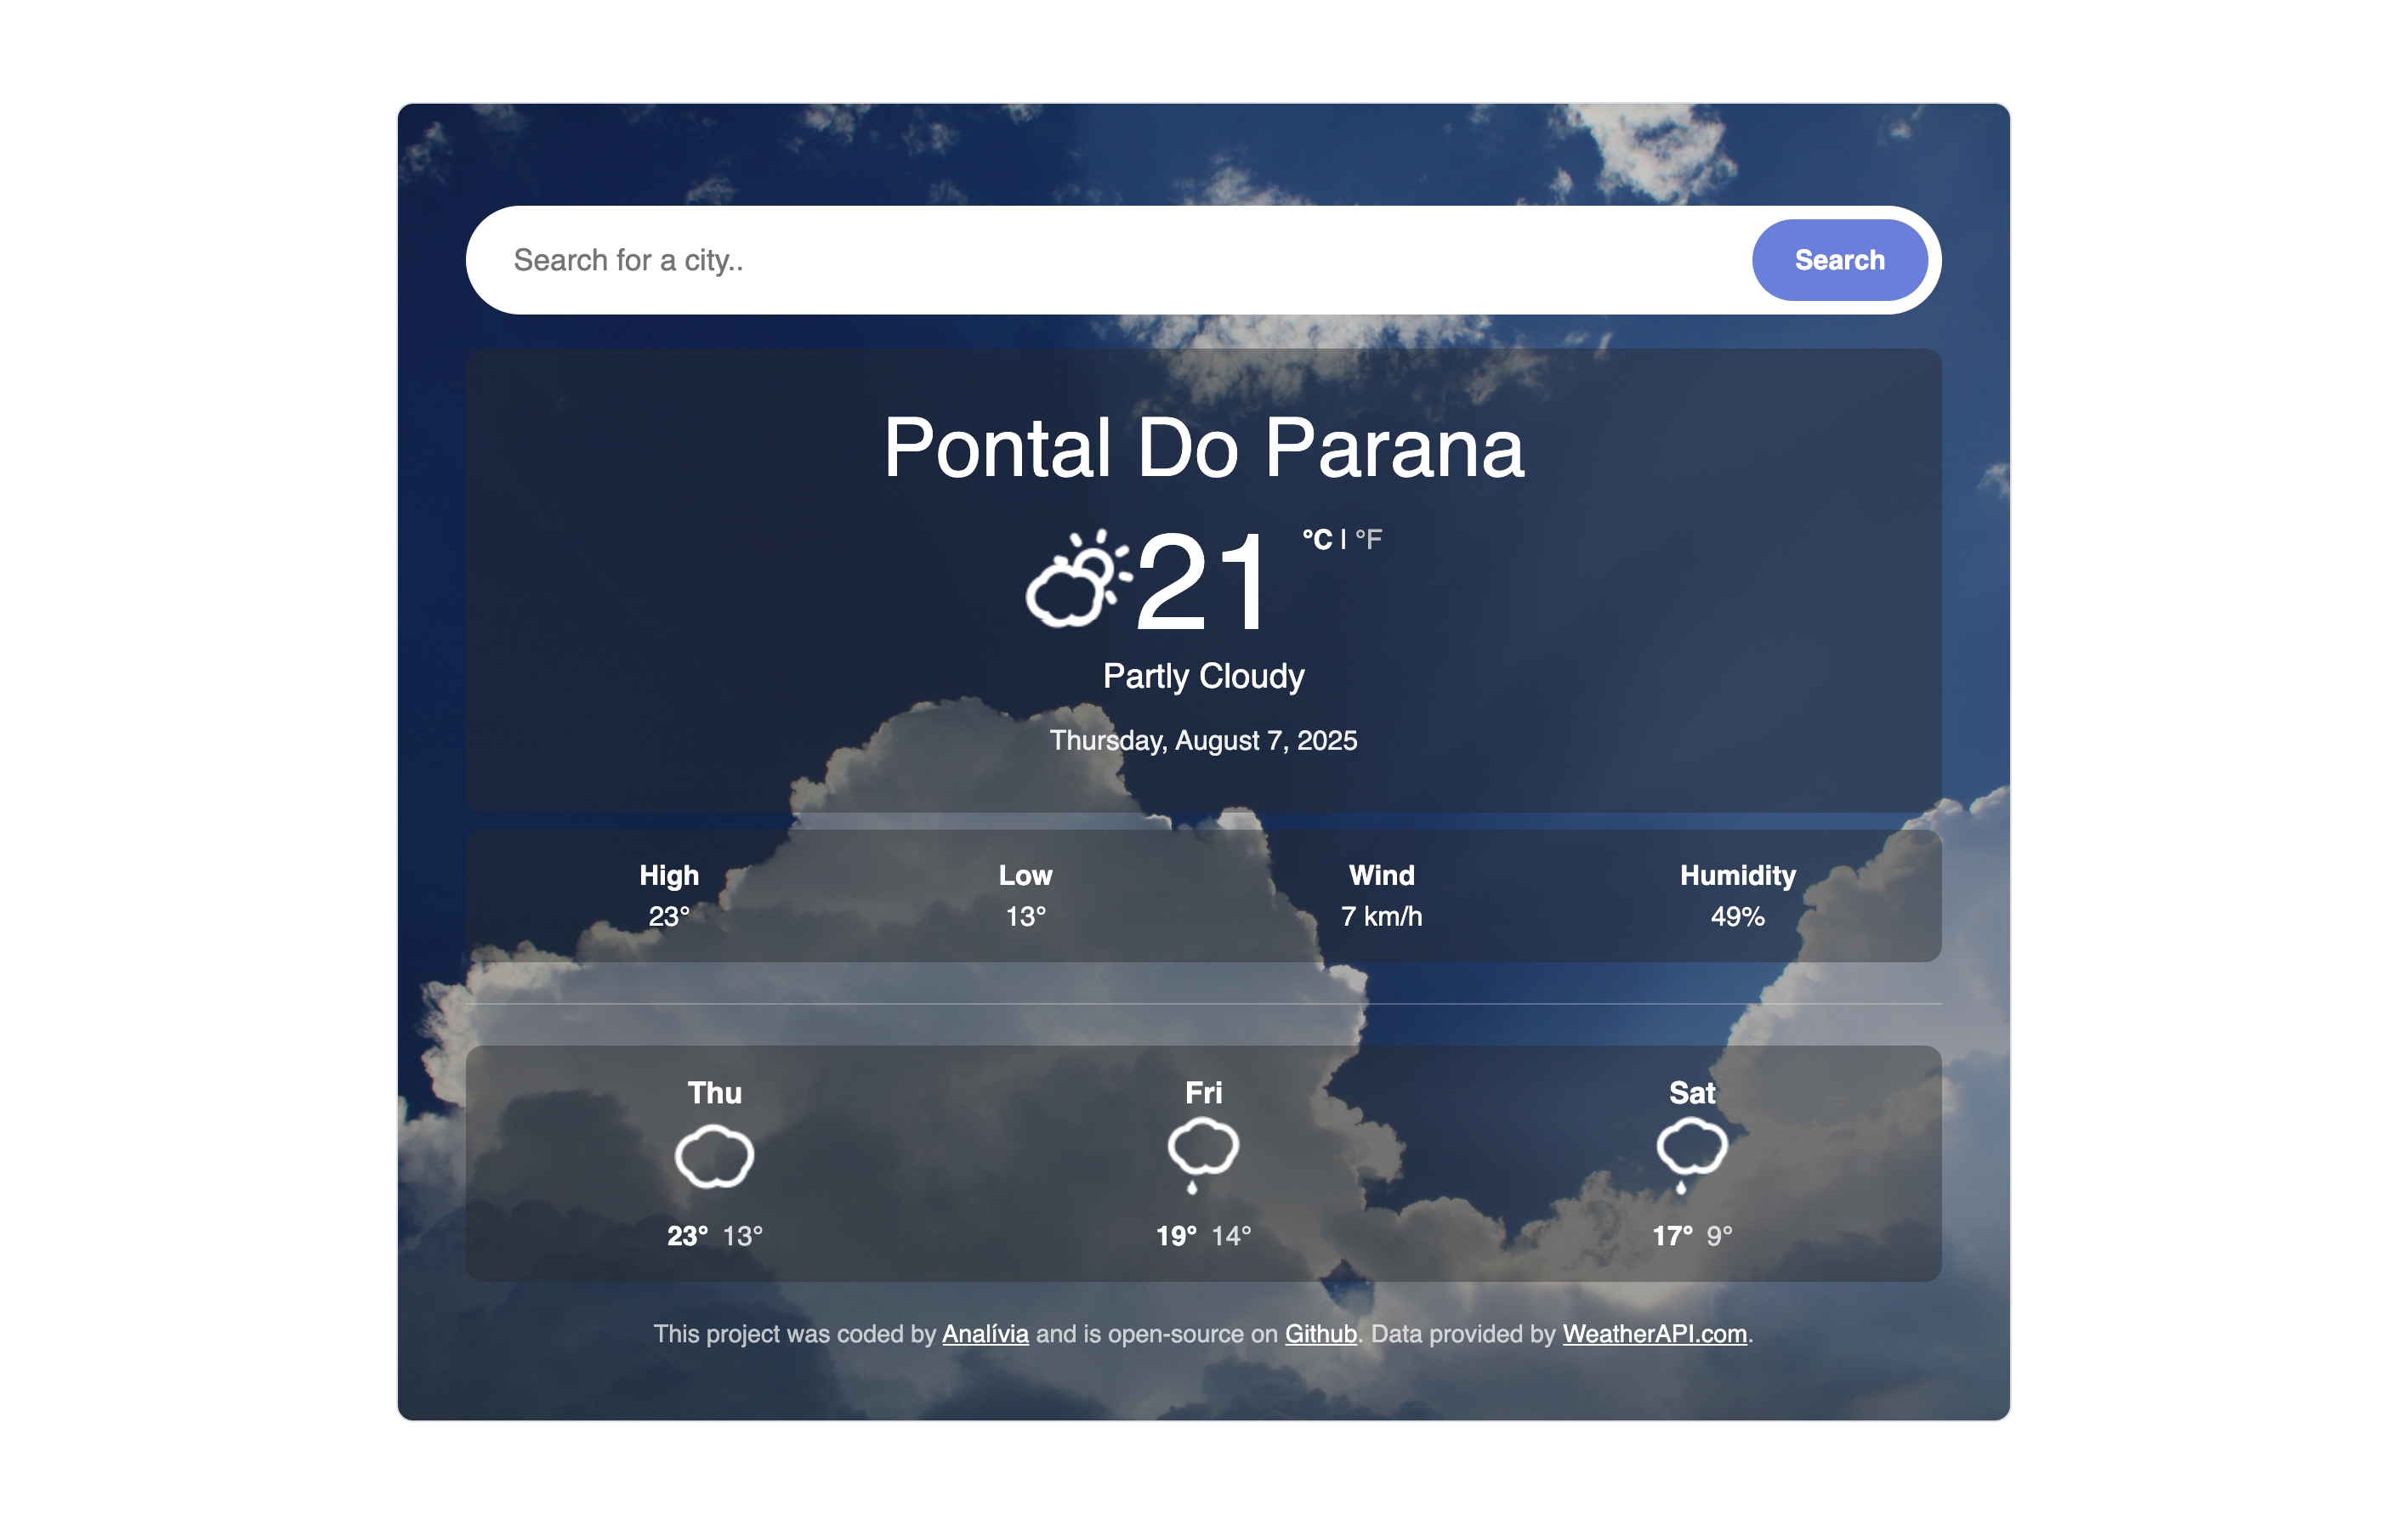 Search for a city..
Search
Pontal Do Parana
21 °C | °F
Partly Cloudy
Thursday, August 7, 2025
High Low Wind Humidity
23° 13° 7 km/h 49%
Thu Fri Sat
23° 13° 19° 14° 17° 9°
This project was coded by Analívia and is open-source on Github. Data provided by WeatherAPI.com.